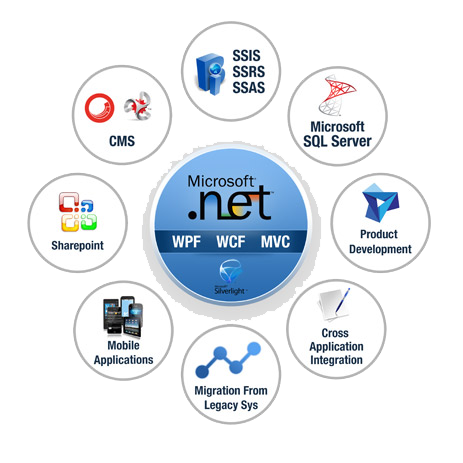 SSIS
SSRS
SSAS
CMS
Microsoft
SQL Server
Microsoft
.net
WPF WCF MVC
Microsoft
Silverlight
Sharepoint
Product
Development
Mobile
Applications
Cross
Application
Integration
Migration From
Legacy Sys